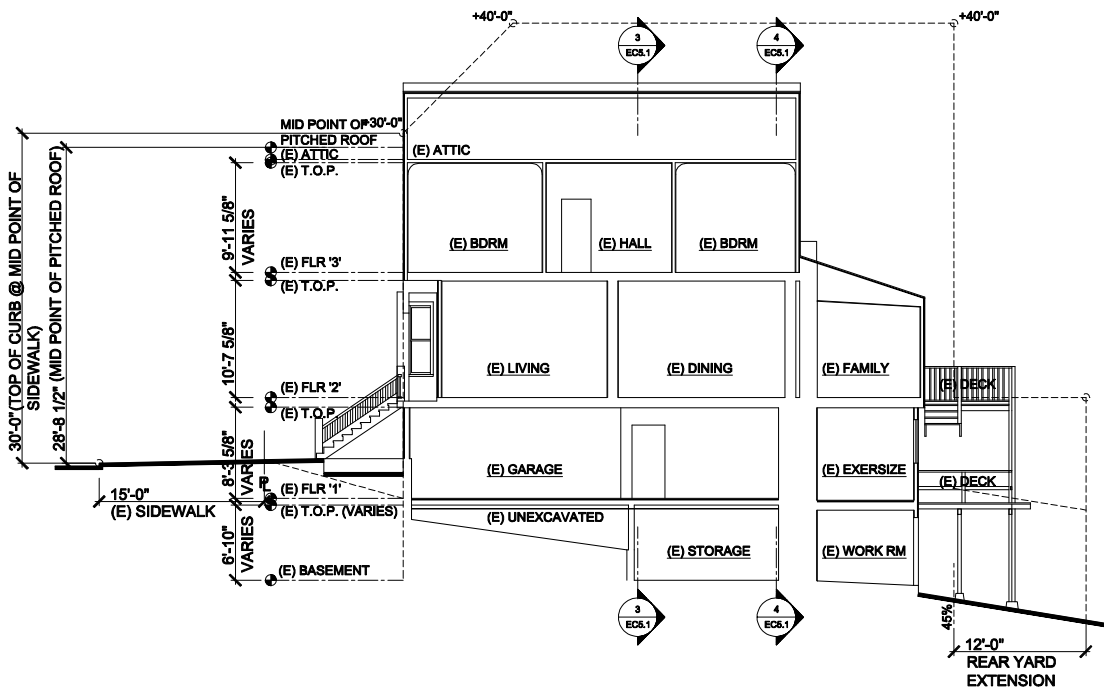 +40'-0"
+40'-0"
3
EC5.1
4
EC5.1
MID POINT OF
PITCHED ROOF
+30'-0"
(E) ATTIC
(E) T.O.P.
(E) ATTIC
30'-0" (TOP OF CURB @ MID POINT OF
SIDEWALK)
28'-8 1/2" (MID POINT OF PITCHED ROOF)
9'-11 5/8"
VARIES
(E) BDRM
(E) HALL
(E) BDRM
(E) FLR '3'
(E) T.O.P.
10'-7 5/8"
(E) LIVING
(E) DINING
(E) FAMILY
(E) FLR '2'
(E) T.O.P.
(E) DECK
8'-3 5/8"
VARIES
(E) GARAGE
(E) EXERSIZE
(E) DECK
PL
(E) FLR '1'
15'-0"
(E) SIDEWALK
(E) T.O.P. (VARIES)
(E) UNEXCAVATED
6'-10"
VARIES
(E) STORAGE
(E) WORK RM
(E) BASEMENT
3
EC5.1
4
EC5.1
45%
12'-0"
REAR YARD
EXTENSION